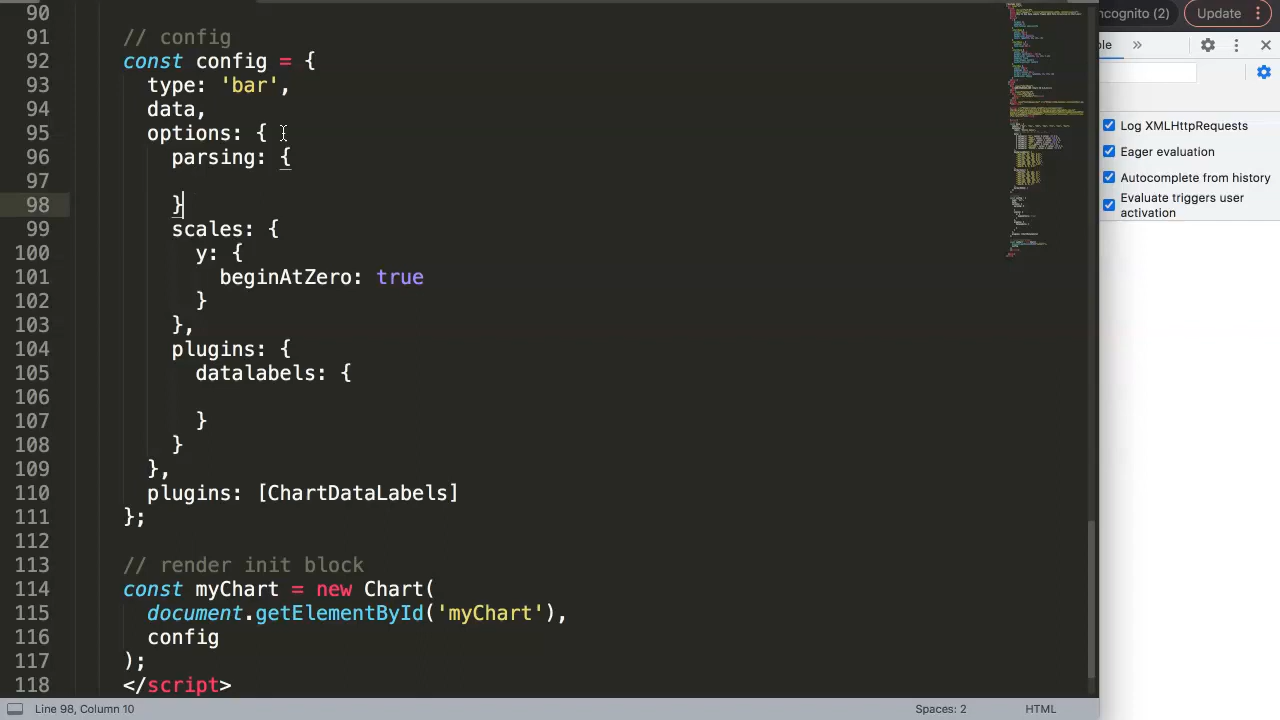 90
91 // config
92 const config = {
93 type: 'bar',
94 data,
95 options: {
96 parsing: {
97
98 }
99 scales: {
100 y: {
101 beginAtZero: true
102 }
103 },
104 plugins: {
105 datalabels: {
106
107 }
108 }
109 },
110 plugins: [ChartDataLabels]
111 };
112
113 // render init block
114 const myChart = new Chart(
115 document.getElementById('myChart'),
116 config
117 );
118 </script>
Line 98, Column 10
Spaces: 2
HTML
ncognito (2)
Update
ole
Log XMLHttpRequests
Eager evaluation
Autocomplete from history
Evaluate triggers user
activation